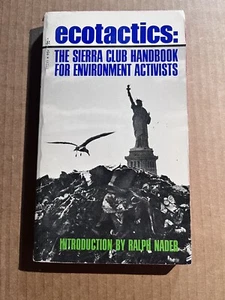 ecotactics:
THE SIERRA CLUB HANDBOOK
FOR ENVIRONMENT ACTIVISTS
INTRODUCTION BY RALPH NADER